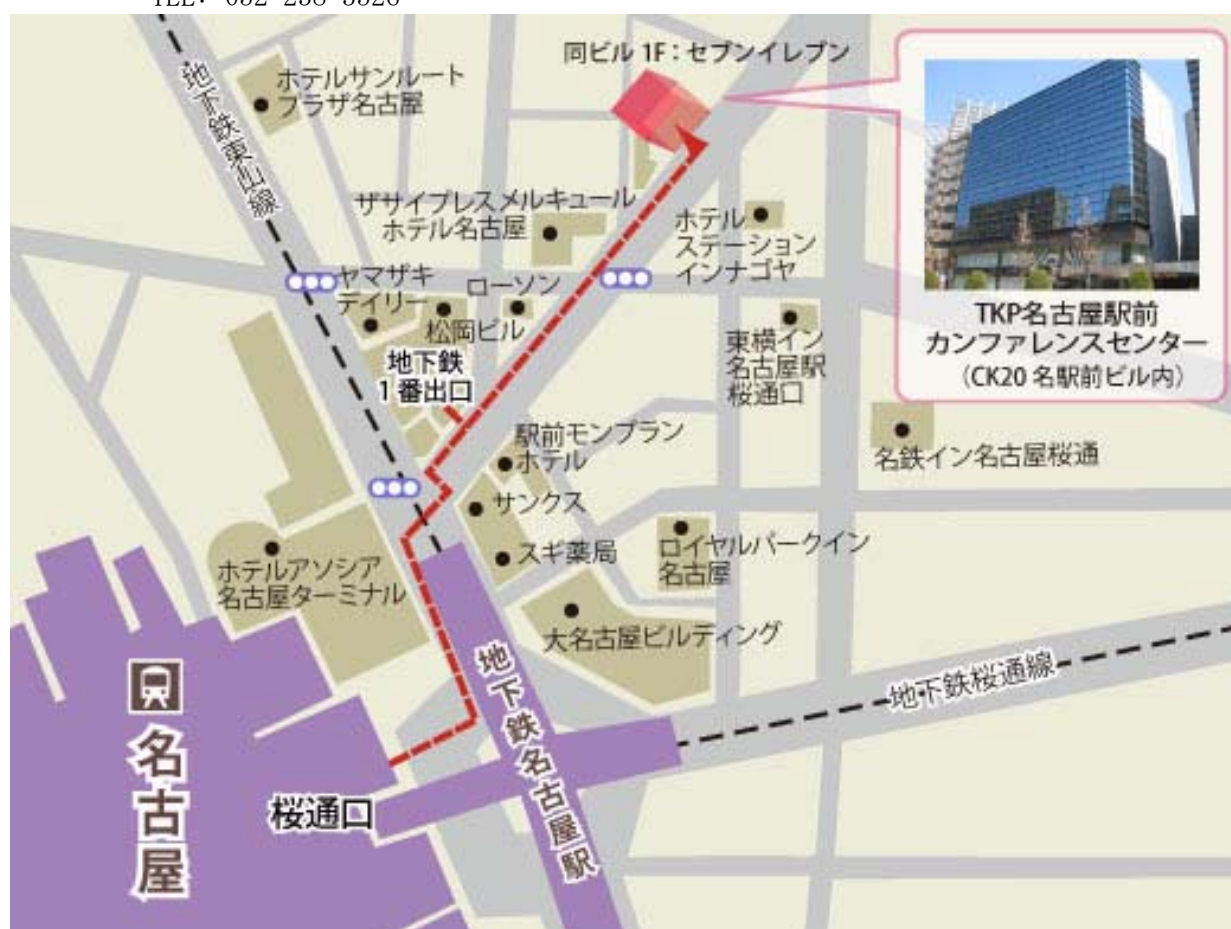 地下鉄東山線
ホテルサンルート
プラザ名古屋
同ビル 1F：セブンイレブン
TKP名古屋駅前
カンファレンスセンター
（CK20 名駅前ビル内）
ザサイプレスメルキュール
ホテル名古屋
ホテル
ステーション
インナゴヤ
ヤマザキ
デイリー
ローソン
松岡ビル
地下鉄
1番出口
東横イン
名古屋駅
桜通口
駅前モンブラン
ホテル
名鉄イン名古屋桜通
サンクス
スギ薬局
ロイヤルパークイン
名古屋
ホテルアソシア
名古屋ターミナル
大名古屋ビルディング
地下鉄桜通線
地下鉄名古屋駅
名古屋
桜通口